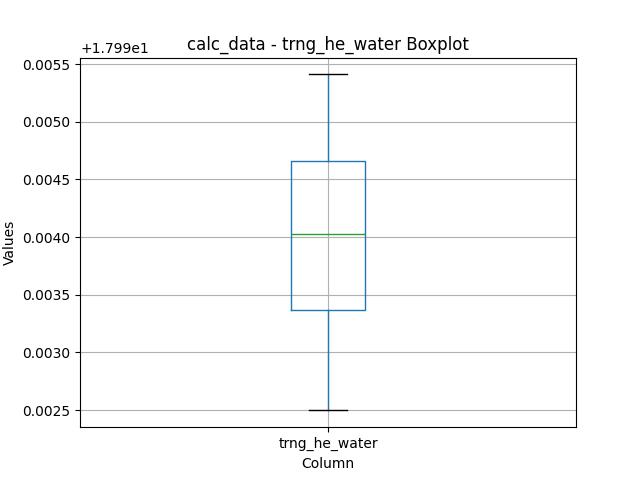 calc_data - trng_he_water Boxplot
+1.799e1
0.0055
0.0050
0.0045
0.0040
0.0035
0.0030
0.0025
Values
trng_he_water
Column